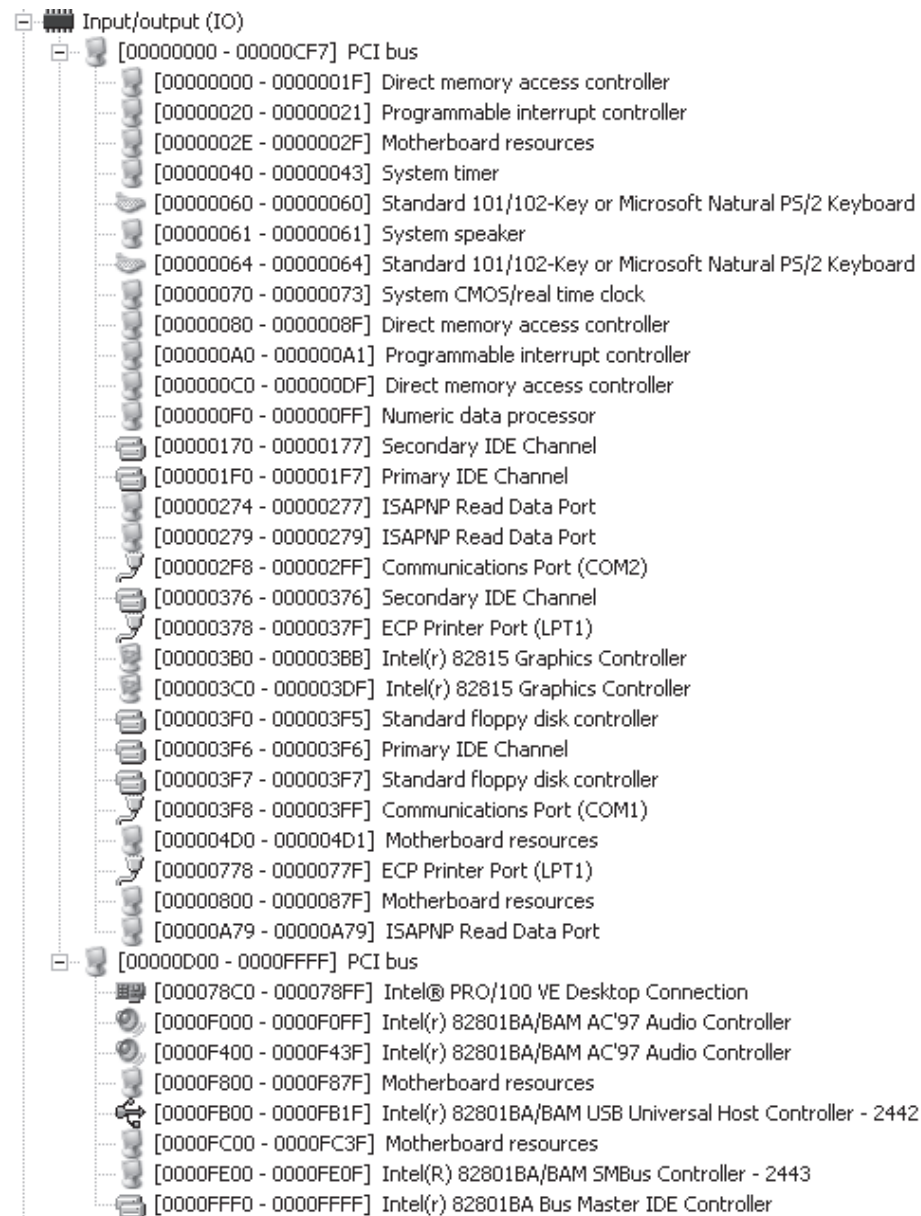 Input/output (IO)
[00000000 - 00000CF7] PCI bus
[00000000 - 0000001F] Direct memory access controller
[00000020 - 00000021] Programmable interrupt controller
[0000002E - 0000002F] Motherboard resources
[00000040 - 00000043] System timer
[00000060 - 00000060] Standard 101/102-Key or Microsoft Natural PS/2 Keyboard
[00000061 - 00000061] System speaker
[00000064 - 00000064] Standard 101/102-Key or Microsoft Natural PS/2 Keyboard
[00000070 - 00000073] System CMOS/real time clock
[00000080 - 0000008F] Direct memory access controller
[000000A0 - 000000A1] Programmable interrupt controller
[000000C0 - 000000DF] Direct memory access controller
[000000F0 - 000000FF] Numeric data processor
[00000170 - 00000177] Secondary IDE Channel
[000001F0 - 000001F7] Primary IDE Channel
[00000274 - 00000277] ISAPNP Read Data Port
[00000279 - 00000279] ISAPNP Read Data Port
[000002F8 - 000002FF] Communications Port (COM2)
[00000376 - 00000376] Secondary IDE Channel
[00000378 - 0000037F] ECP Printer Port (LPT1)
[000003B0 - 000003BB] Intel(r) 82815 Graphics Controller
[000003C0 - 000003DF] Intel(r) 82815 Graphics Controller
[000003F0 - 000003F5] Standard floppy disk controller
[000003F6 - 000003F6] Primary IDE Channel
[000003F7 - 000003F7] Standard floppy disk controller
[000003F8 - 000003FF] Communications Port (COM1)
[000004D0 - 000004D1] Motherboard resources
[00000778 - 0000077F] ECP Printer Port (LPT1)
[00000800 - 0000087F] Motherboard resources
[00000A79 - 00000A79] ISAPNP Read Data Port
[00000D00 - 0000FFFF] PCI bus
[000078C0 - 000078FF] Intel® PRO/100 VE Desktop Connection
[0000F000 - 0000F0FF] Intel(r) 82801BA/BAM AC'97 Audio Controller
[0000F400 - 0000F43F] Intel(r) 82801BA/BAM AC'97 Audio Controller
[0000F800 - 0000F87F] Motherboard resources
[0000FB00 - 0000FB1F] Intel(r) 82801BA/BAM USB Universal Host Controller - 2442
[0000FC00 - 0000FC3F] Motherboard resources
[0000FE00 - 0000FE0F] Intel(R) 82801BA/BAM SMBus Controller - 2443
[0000FFF0 - 0000FFFF] Intel(r) 82801BA Bus Master IDE Controller